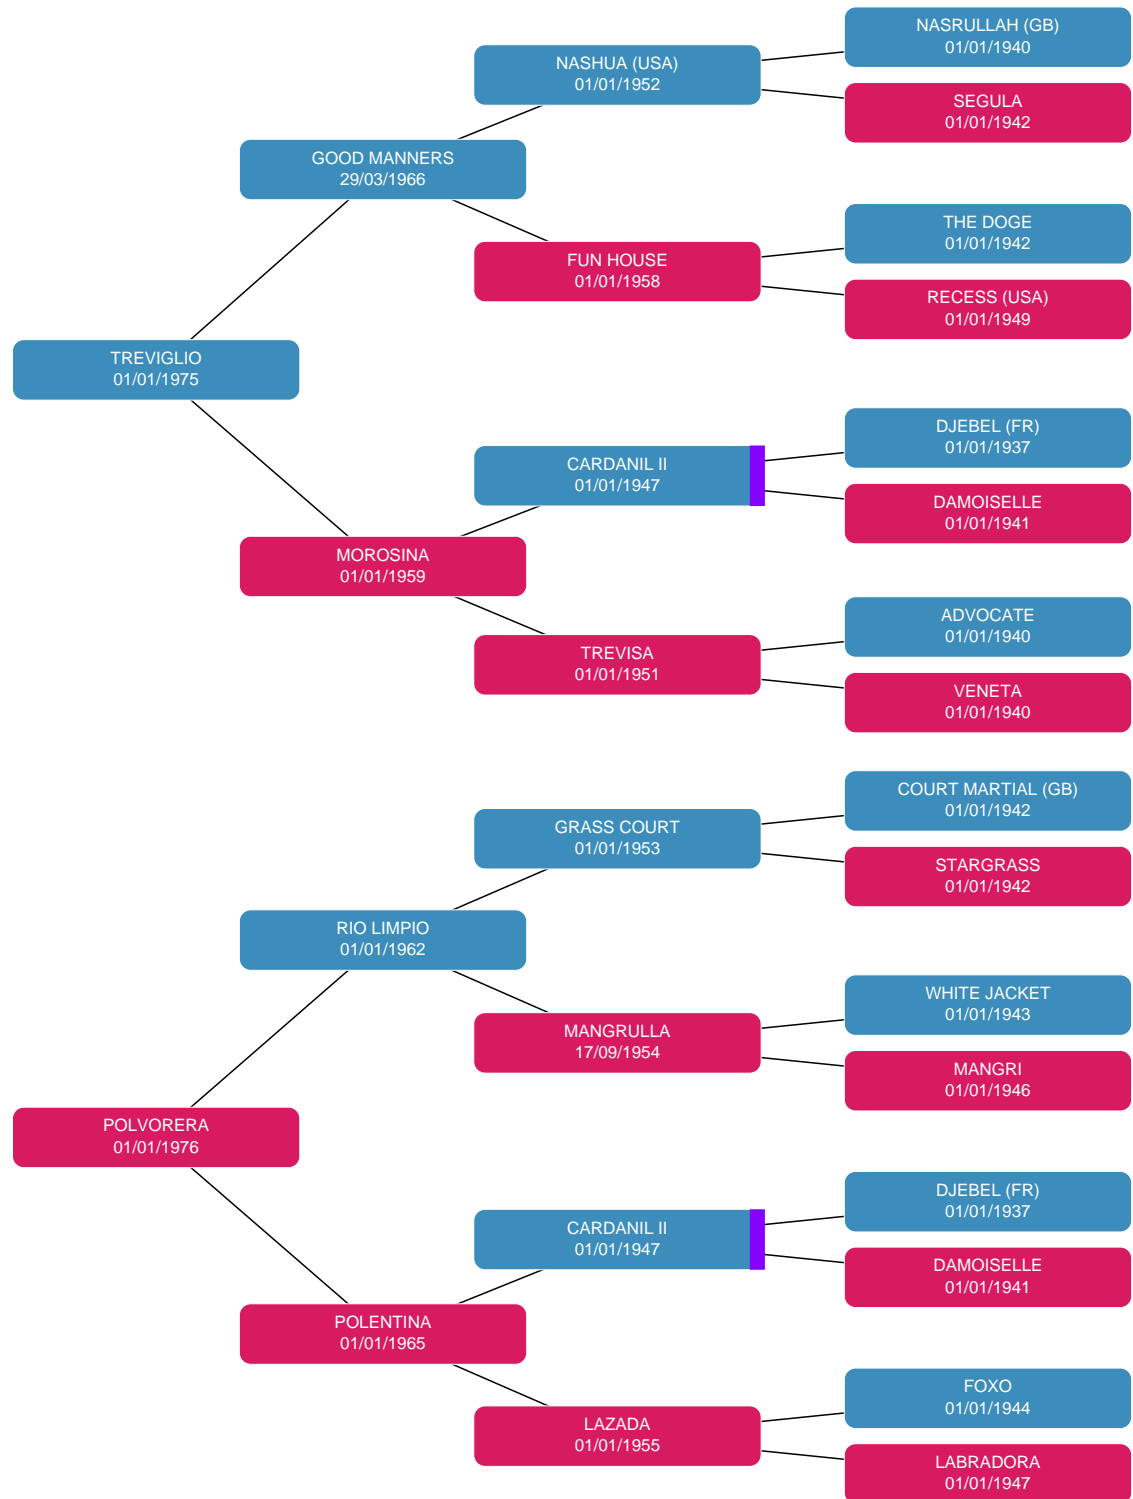 NASRULLAH (GB)
01/01/1940
NASHUA (USA)
01/01/1952
SEGULA
01/01/1942
GOOD MANNERS
29/03/1966
THE DOGE
01/01/1942
FUN HOUSE
01/01/1958
RECESS (USA)
01/01/1949
TREVIGLIO
01/01/1975
DJEBEL (FR)
01/01/1937
CARDANIL II
01/01/1947
DAMOISELLE
01/01/1941
MOROSINA
01/01/1959
ADVOCATE
01/01/1940
TREVISA
01/01/1951
VENETA
01/01/1940
COURT MARTIAL (GB)
01/01/1942
GRASS COURT
01/01/1953
STARGRASS
01/01/1942
RIO LIMPIO
01/01/1962
WHITE JACKET
01/01/1943
MANGRULLA
17/09/1954
MANGRI
01/01/1946
POLVORERA
01/01/1976
DJEBEL (FR)
01/01/1937
CARDANIL II
01/01/1947
DAMOISELLE
01/01/1941
POLENTINA
01/01/1965
FOXO
01/01/1944
LAZADA
01/01/1955
LABRADORA
01/01/1947